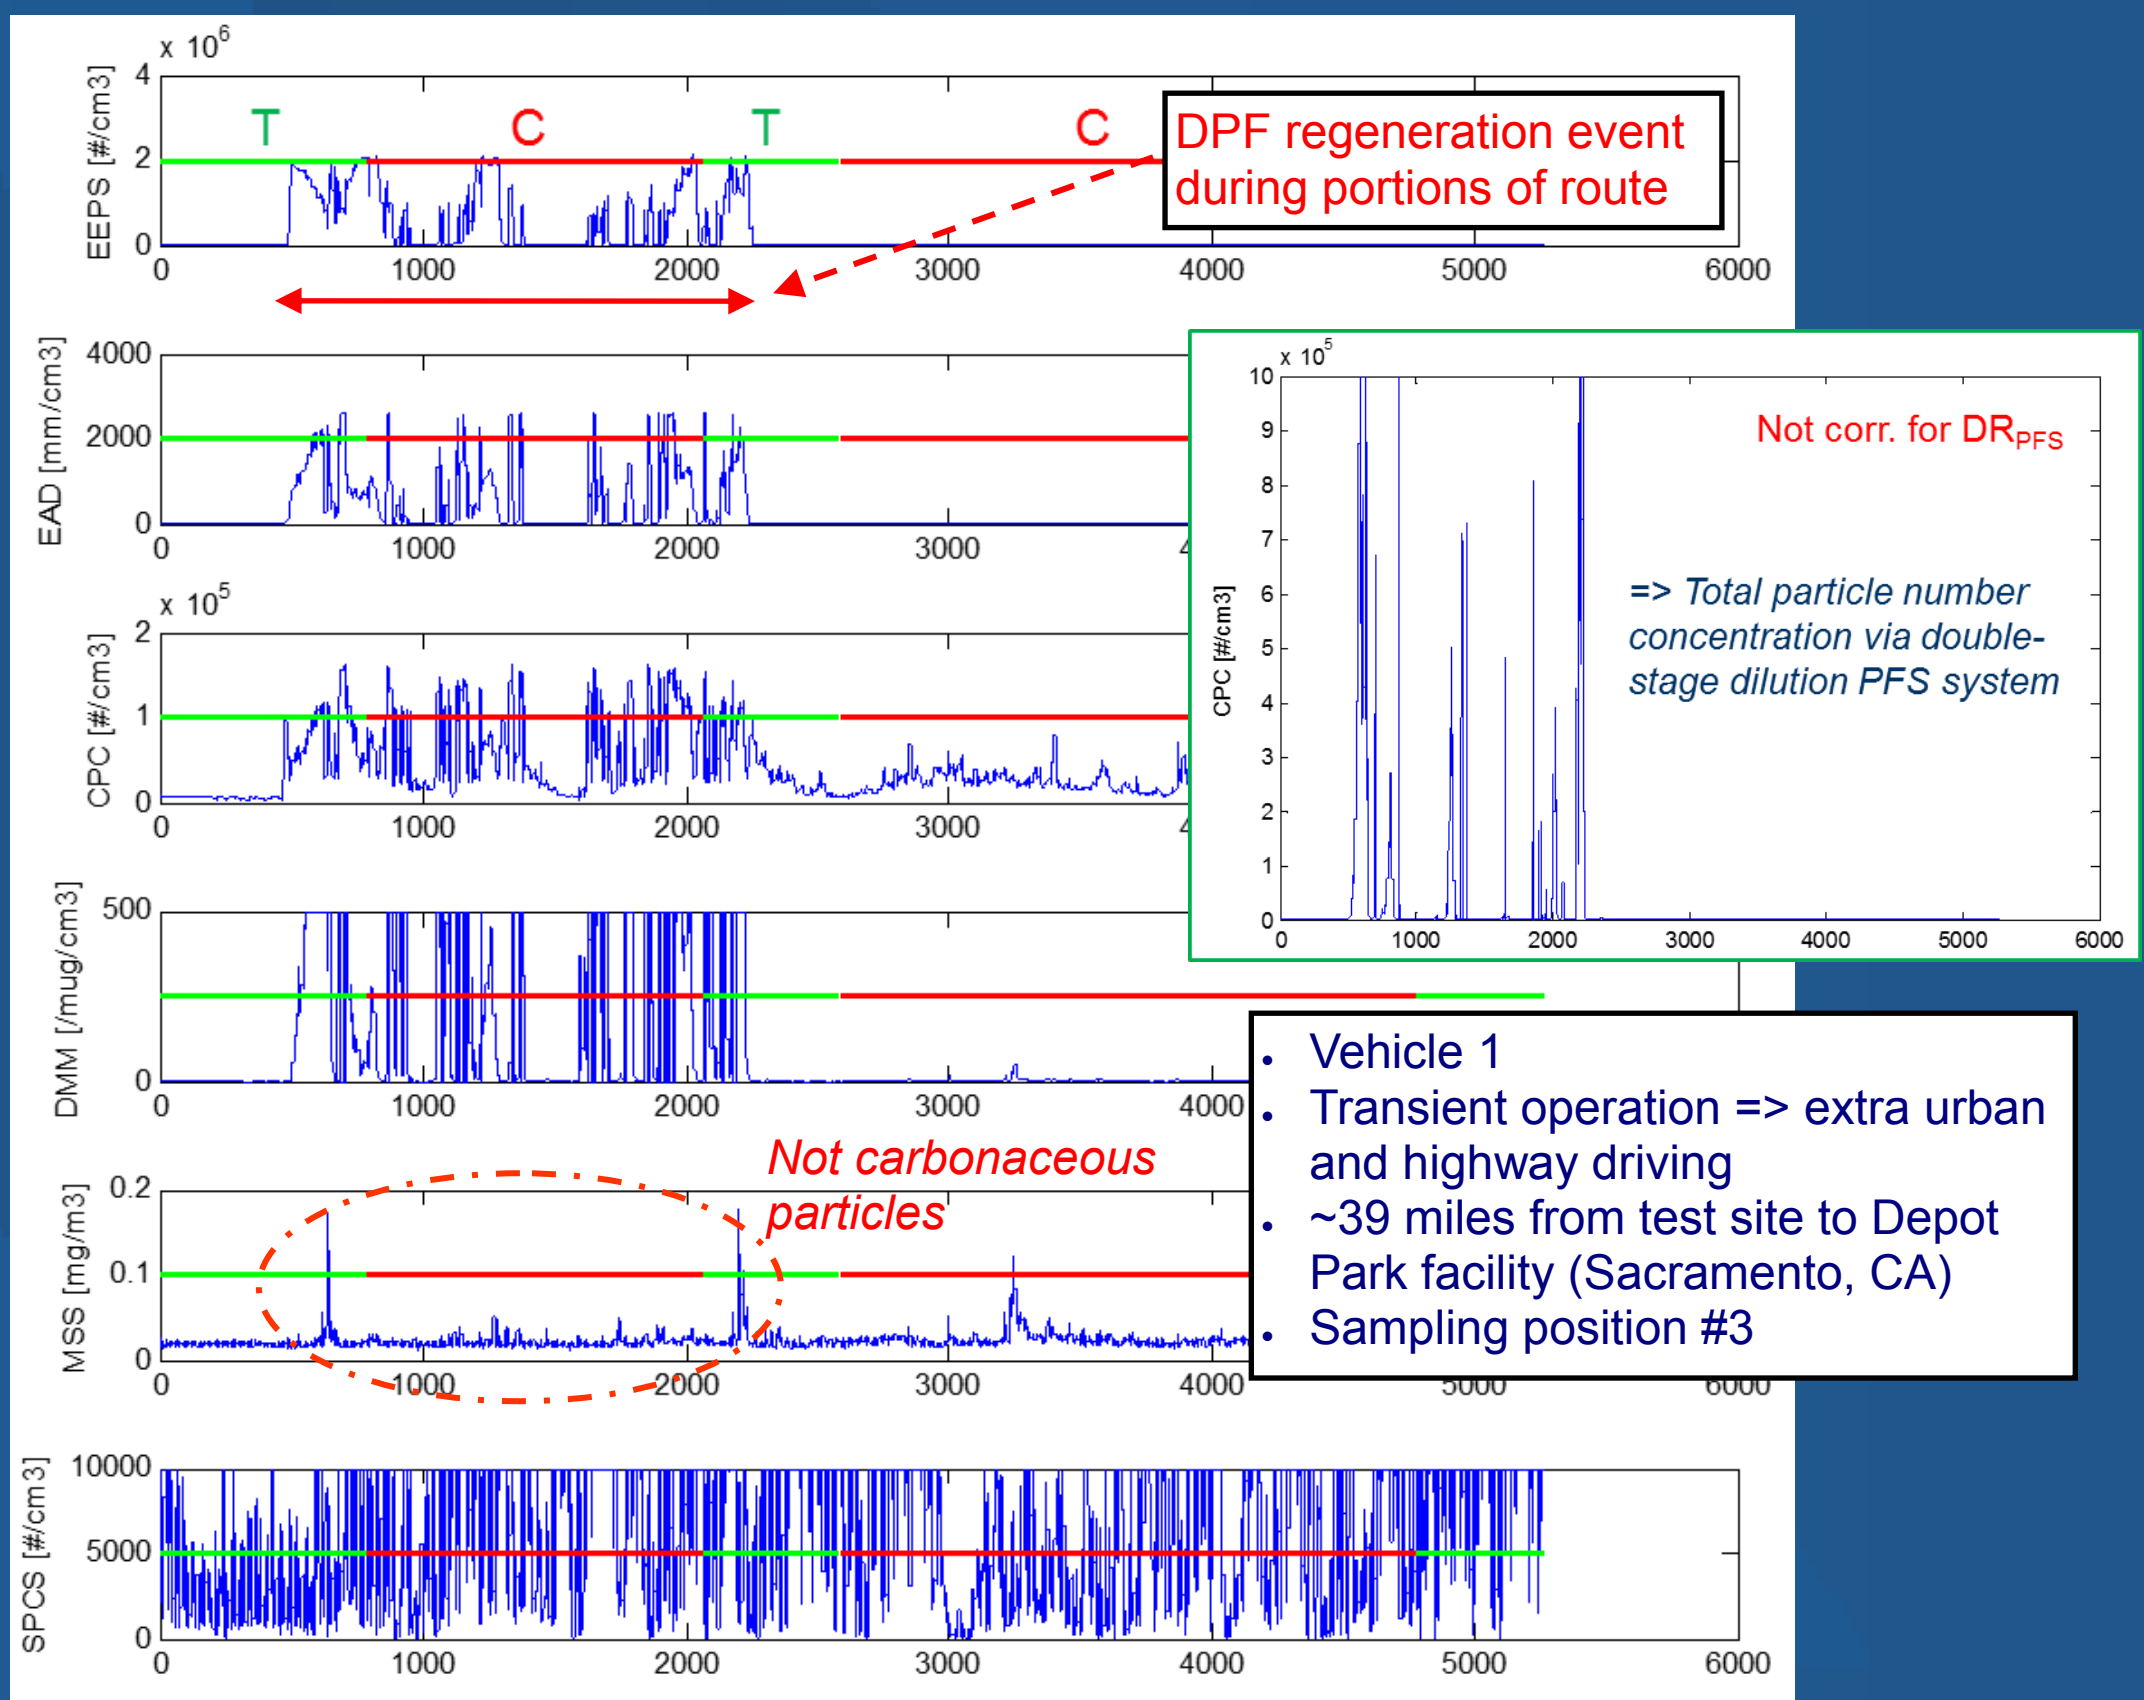 x 10^6
EEPS [#/cm3]
4
2
0
T
C
T
C
DPF regeneration event
during portions of route
0
1000
2000
3000
4000
5000
6000
EAD [mm/cm3]
4000
2000
0
0
1000
2000
3000
x 10^5
CPC [#/cm3]
2
1
0
0
1000
2000
3000
x 10^5
CPC [#/cm3]
10
9
8
7
6
5
4
3
2
1
0
Not corr. for DR_PFS
=> Total particle number
concentration via double-
stage dilution PFS system
0
1000
2000
3000
4000
5000
6000
DMM [/mug/cm3]
500
0
0
1000
2000
3000
4000
Not carbonaceous
particles
MSS [mg/m3]
0.2
0.1
0
0
1000
2000
3000
4000
5000
6000
• Vehicle 1
• Transient operation => extra urban
and highway driving
• ~39 miles from test site to Depot
Park facility (Sacramento, CA)
• Sampling position #3
SPCS [#/cm3]
10000
5000
0
0
1000
2000
3000
4000
5000
6000